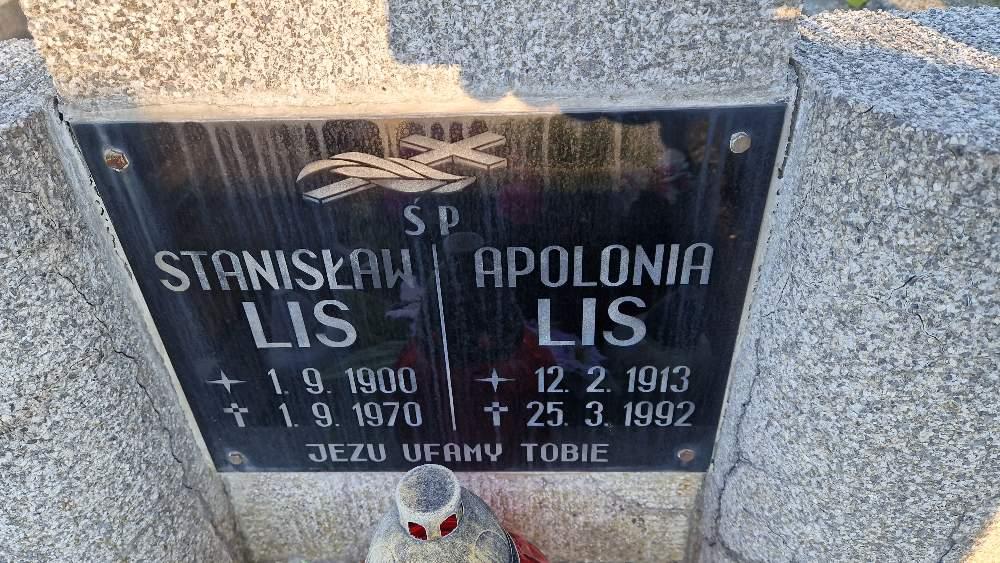 Ś P
STANISŁAW
LIS
1. 9. 1900
1. 9. 1970
APOLONIA
LIS
12. 2. 1913
25. 3. 1992
JEZU UFAMY TOBIE